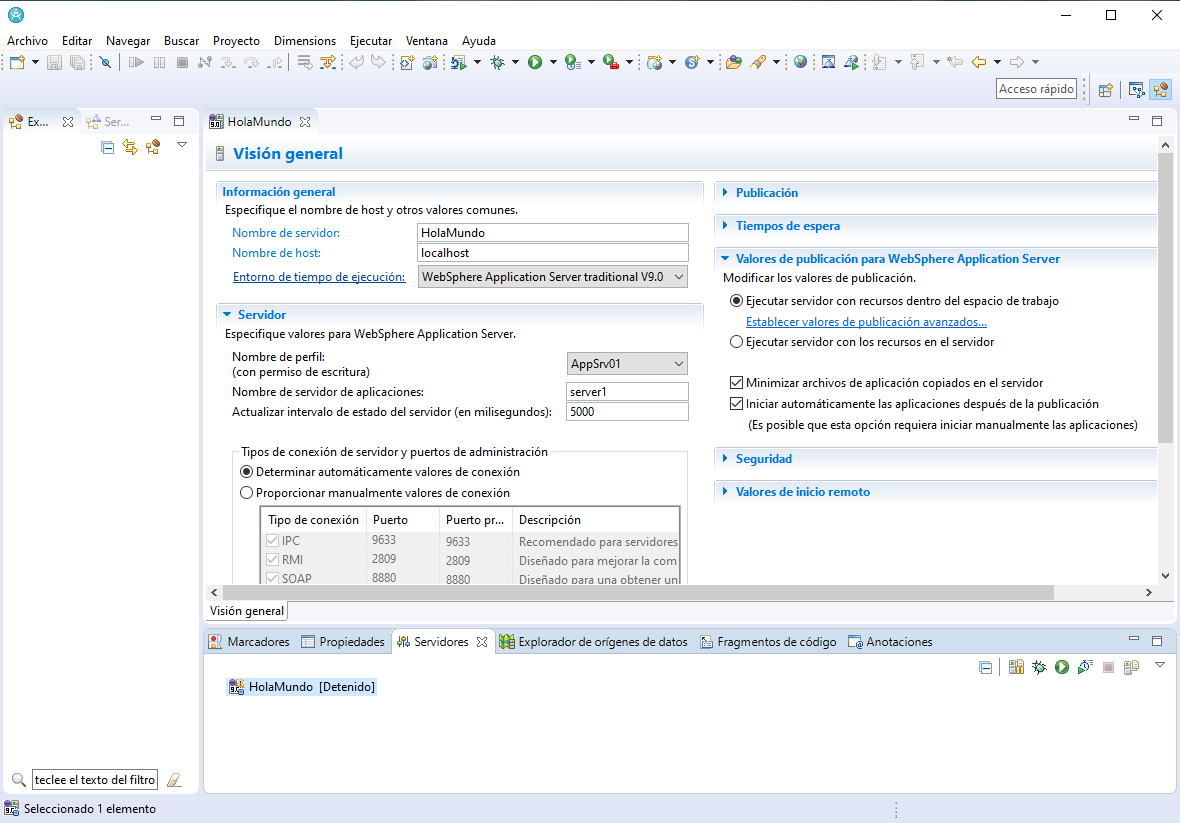 Archivo Editar Navegar Buscar Proyecto Dimensions Ejecutar Ventana Ayuda
Acceso rápido
Ex... Ser...
HolaMundo
Visión general
Información general
Especifique el nombre de host y otros valores comunes.
Nombre de servidor: HolaMundo
Nombre de host: localhost
Entorno de tiempo de ejecución: WebSphere Application Server traditional V9.0
Servidor
Especifique valores para WebSphere Application Server.
Nombre de perfil:
(con permiso de escritura) AppSrv01
Nombre de servidor de aplicaciones: server1
Actualizar intervalo de estado del servidor (en milisegundos): 5000
Tipos de conexión de servidor y puertos de administración
Determinar automáticamente valores de conexión
Proporcionar manualmente valores de conexión
Tipo de conexión Puerto Puerto pr... Descripción
IPC 9633 9633 Recomendado para servidores
RMI 2809 2809 Diseñado para mejorar la com
SOAP 8880 8880 Diseñado para una obtener un
Publicación
Tiempos de espera
Valores de publicación para WebSphere Application Server
Modificar los valores de publicación.
Ejecutar servidor con recursos dentro del espacio de trabajo
Establecer valores de publicación avanzados...
Ejecutar servidor con los recursos en el servidor
Minimizar archivos de aplicación copiados en el servidor
Iniciar automáticamente las aplicaciones después de la publicación
(Es posible que esta opción requiera iniciar manualmente las aplicaciones)
Seguridad
Valores de inicio remoto
Visión general
Marcadores Propiedades Servidores Explorador de orígenes de datos Fragmentos de código Anotaciones
HolaMundo [Detenido]
teclee el texto del filtro
Seleccionado 1 elemento